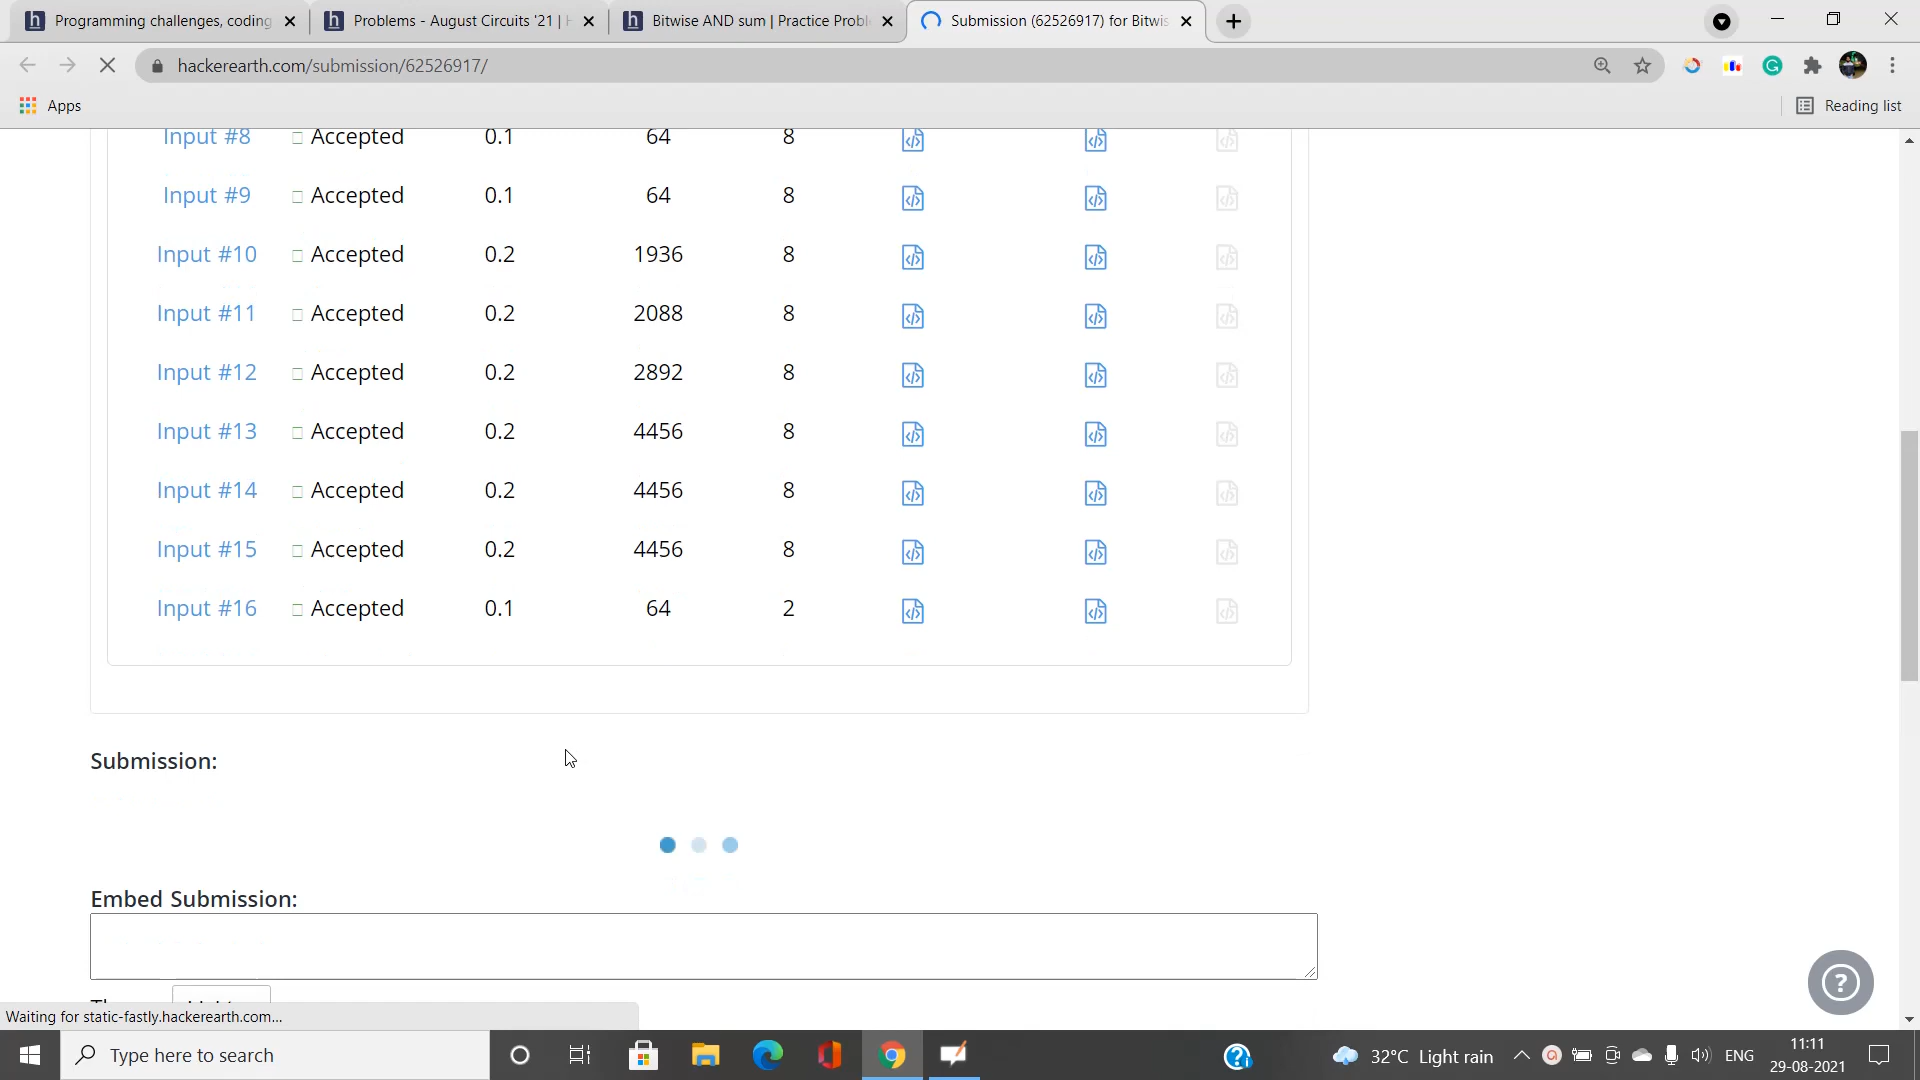 Programming challenges, coding
Problems - August Circuits '21 | H
Bitwise AND sum | Practice Proble
Submission (62526917) for Bitwis
hackerearth.com/submission/62526917/
Apps
Reading list
Input #8 Accepted 0.1 64 8
Input #9 Accepted 0.1 64 8
Input #10 Accepted 0.2 1936 8
Input #11 Accepted 0.2 2088 8
Input #12 Accepted 0.2 2892 8
Input #13 Accepted 0.2 4456 8
Input #14 Accepted 0.2 4456 8
Input #15 Accepted 0.2 4456 8
Input #16 Accepted 0.1 64 2
Submission:
Embed Submission:
Waiting for static-fastly.hackerearth.com...
Type here to search
32°C Light rain
ENG
11:11
29-08-2021